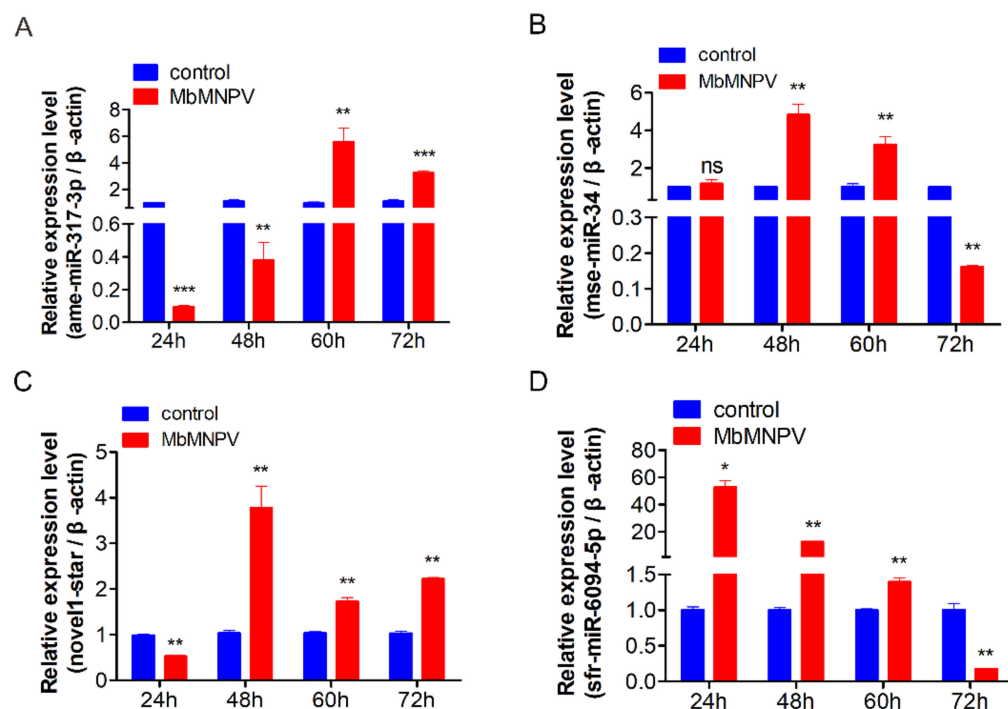 A
control
MbMNPV
Relative expression level
(ame-miR-317-3p / β -actin)
8
6
4
2
0.6
0.4
0.2
0.0
***
**
**
***
24h 48h 60h 72h
B
control
MbMNPV
Relative expression level
(mse-miR-34 / β -actin)
6
4
2
0.3
0.2
0.1
0.0
ns
**
**
**
24h 48h 60h 72h
C
control
MbMNPV
Relative expression level
(novel1-star / β -actin)
5
4
3
2
1
0
**
**
**
**
24h 48h 60h 72h
D
control
MbMNPV
Relative expression level
(sfr-miR-6094-5p / β -actin)
80
60
40
20
1.5
1.0
0.5
0.0
*
**
**
**
24h 48h 60h 72h